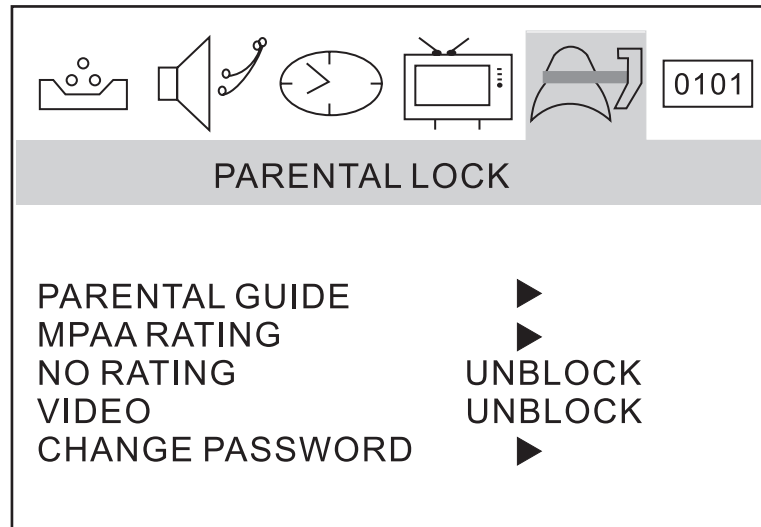 0101
PARENTAL LOCK
PARENTAL GUIDE
MPAA RATING
NO RATING UNBLOCK
VIDEO UNBLOCK
CHANGE PASSWORD